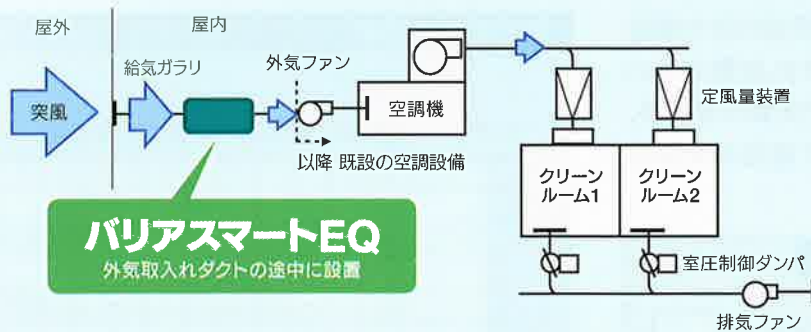 屋外
屋内
突風
給気ガラリ
外気ファン
以降 既設の空調設備
空調機
定風量装置
クリーン
ルーム1
クリーン
ルーム2
室圧制御ダンパ
排気ファン
バリアスマートEQ
外気取入れダクトの途中に設置